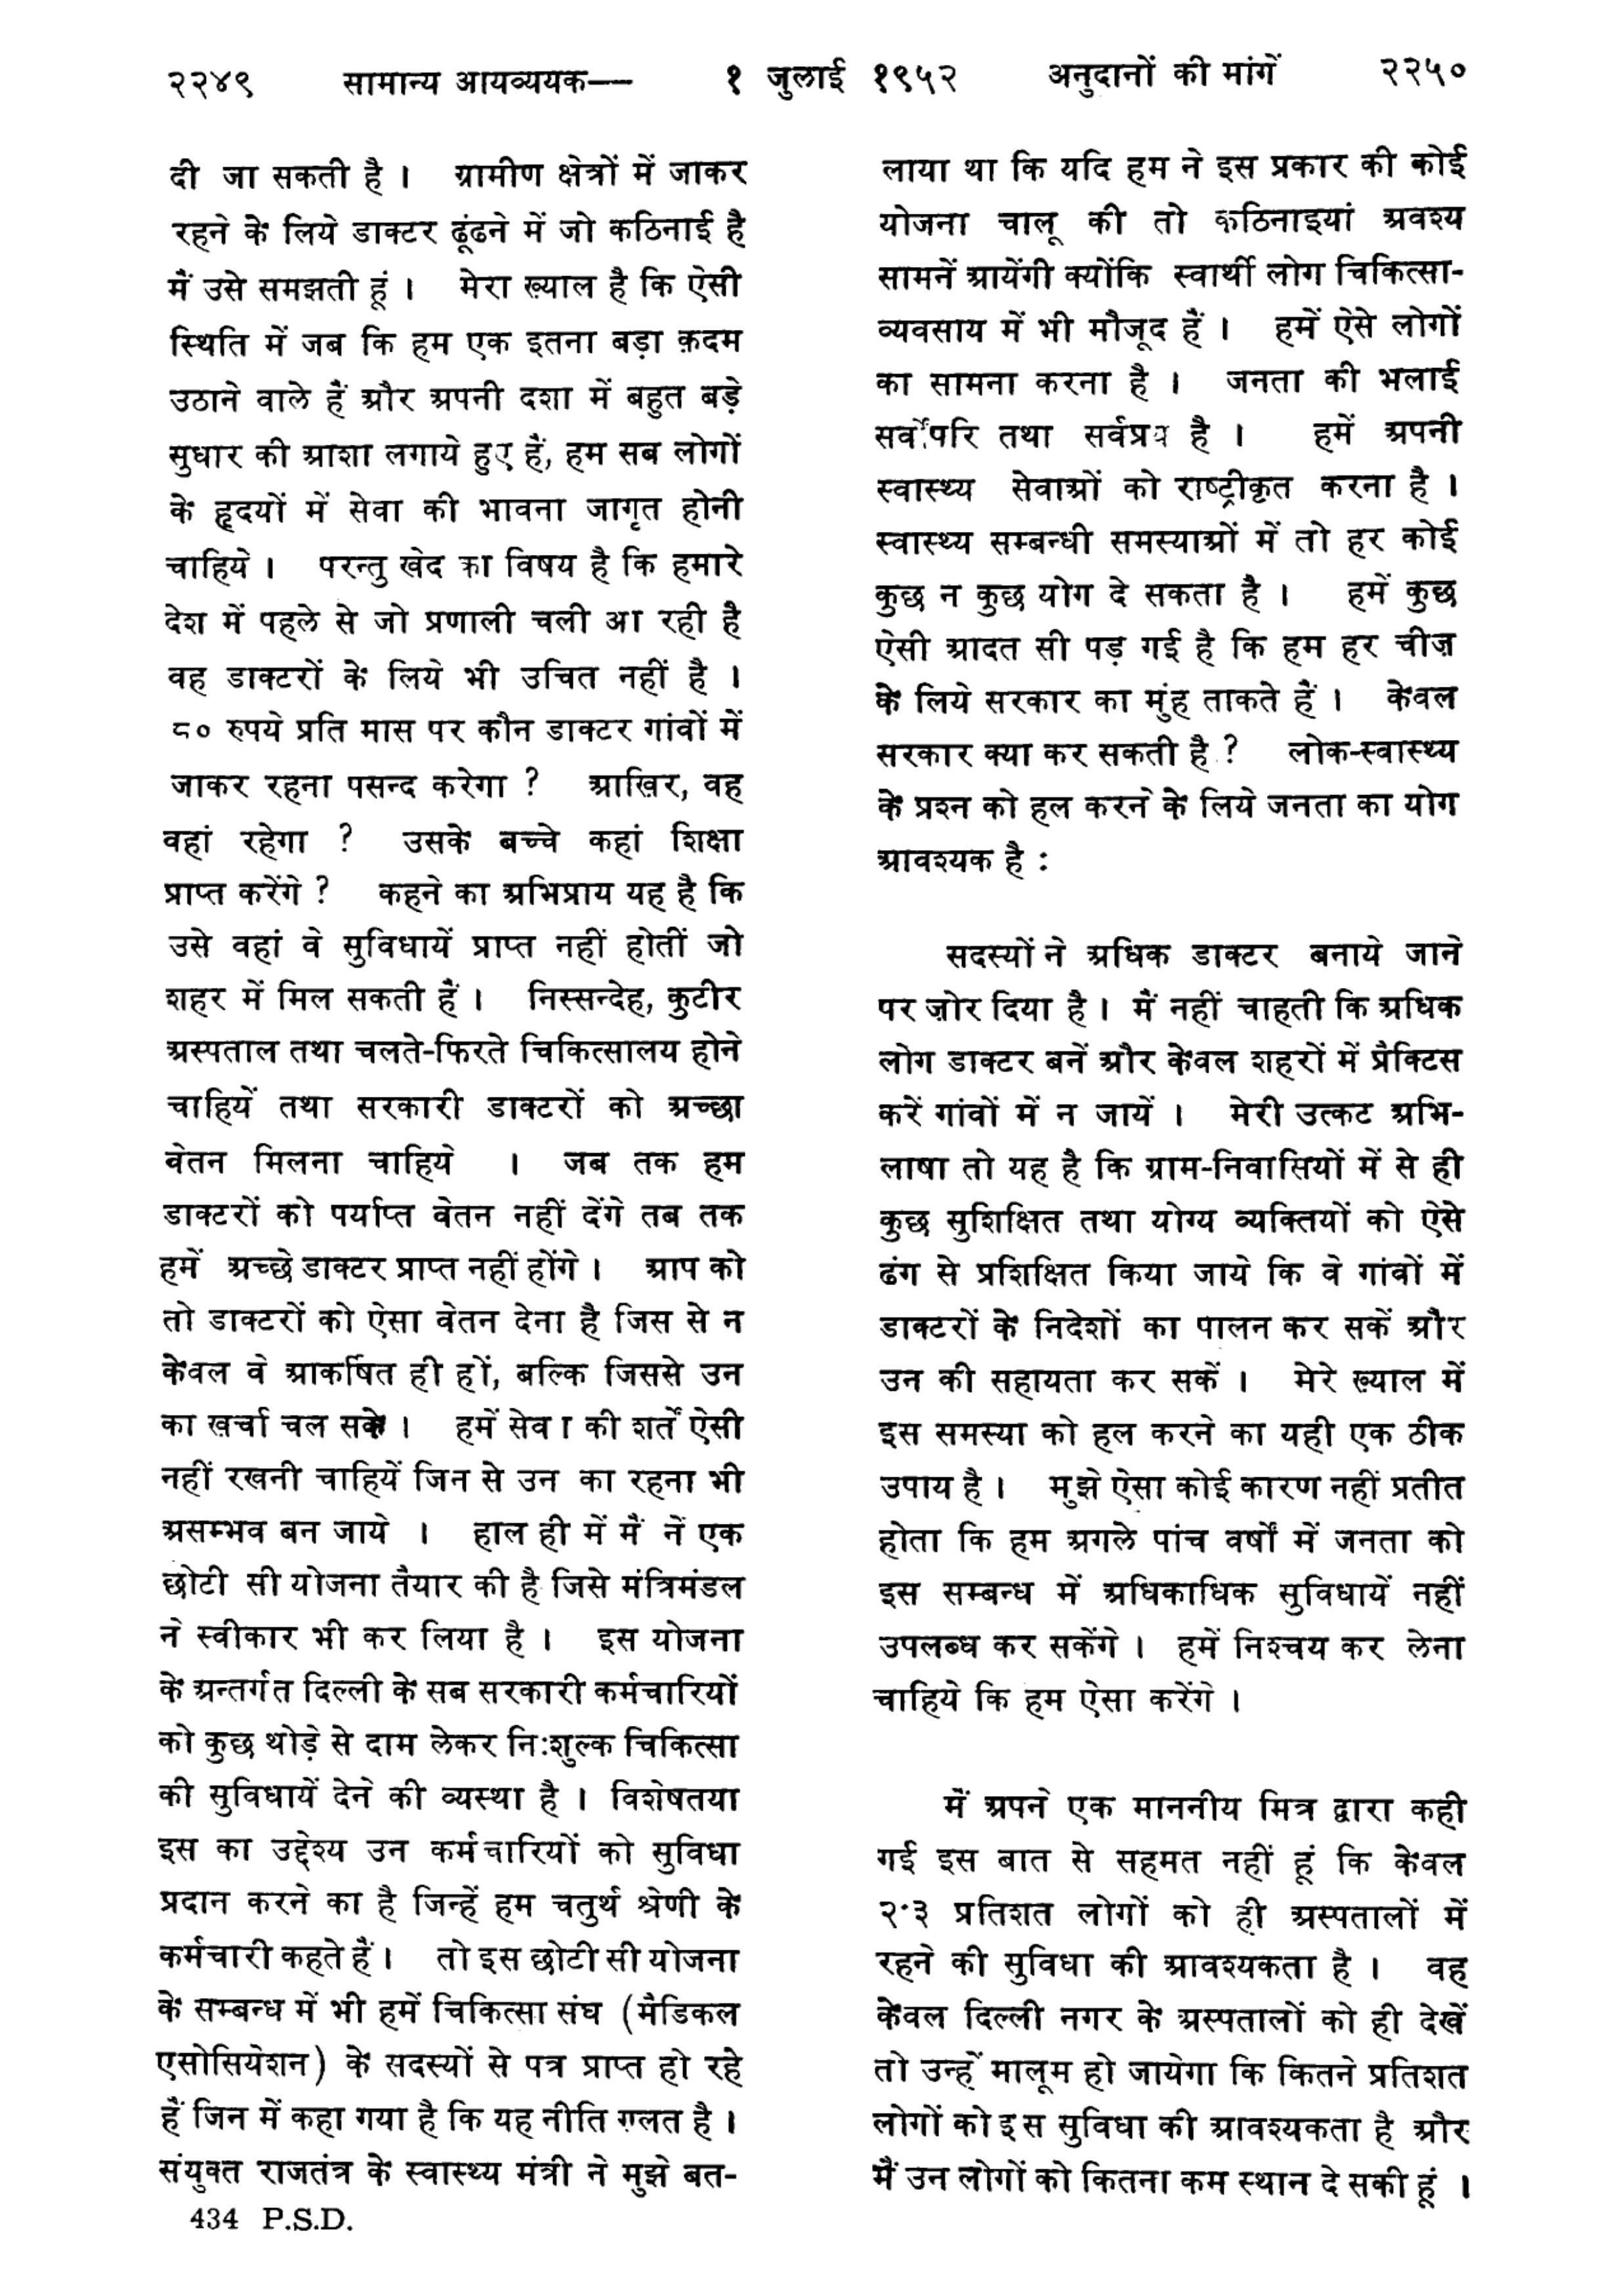 २२४९ सामान्य आयव्ययक— १ जुलाई १९५२ अनुदानों की मांगें २२५०
दी जा सकती है । ग्रामीण क्षेत्रों में जाकर
रहने के लिये डाक्टर ढूंढने में जो कठिनाई है
मैं उसे समझती हूं । मेरा ख़्याल है कि ऐसी
स्थिति में जब कि हम एक इतना बड़ा क़दम
उठाने वाले हैं और अपनी दशा में बहुत बड़े
सुधार की आशा लगाये हुए हैं, हम सब लोगों
के हृदयों में सेवा की भावना जागृत होनी
चाहिये । परन्तु खेद का विषय है कि हमारे
देश में पहले से जो प्रणाली चली आ रही है
वह डाक्टरों के लिये भी उचित नहीं है ।
८० रुपये प्रति मास पर कौन डाक्टर गांवों में
जाकर रहना पसन्द करेगा ? आख़िर, वह
वहां रहेगा ? उसके बच्चे कहां शिक्षा
प्राप्त करेंगे ? कहने का अभिप्राय यह है कि
उसे वहां वे सुविधायें प्राप्त नहीं होतीं जो
शहर में मिल सकती हैं । निस्सन्देह, कुटीर
अस्पताल तथा चलते-फिरते चिकित्सालय होने
चाहियें तथा सरकारी डाक्टरों को अच्छा
वेतन मिलना चाहिये । जब तक हम
डाक्टरों को पर्याप्त वेतन नहीं देंगे तब तक
हमें अच्छे डाक्टर प्राप्त नहीं होंगे । आप को
तो डाक्टरों को ऐसा वेतन देना है जिस से न
केवल वे आकर्षित ही हों, बल्कि जिससे उन
का खर्चा चल सके । हमें सेवा की शर्तें ऐसी
नहीं रखनी चाहियें जिन से उन का रहना भी
असम्भव बन जाये । हाल ही में मैं नें एक
छोटी सी योजना तैयार की है जिसे मंत्रिमंडल
ने स्वीकार भी कर लिया है । इस योजना
के अन्तर्गत दिल्ली के सब सरकारी कर्मचारियों
को कुछ थोड़े से दाम लेकर निःशुल्क चिकित्सा
की सुविधायें देने की व्यस्था है । विशेषतया
इस का उद्देश्य उन कर्मचारियों को सुविधा
प्रदान करने का है जिन्हें हम चतुर्थ श्रेणी के
कर्मचारी कहते हैं । तो इस छोटी सी योजना
के सम्बन्ध में भी हमें चिकित्सा संघ (मैडिकल
एसोसियेशन) के सदस्यों से पत्र प्राप्त हो रहे
हैं जिन में कहा गया है कि यह नीति ग़लत है ।
संयुक्त राजतंत्र के स्वास्थ्य मंत्री ने मुझे बत-
434 P.S.D.
लाया था कि यदि हम ने इस प्रकार की कोई
योजना चालू की तो कठिनाइयां अवश्य
सामनें आयेंगी क्योंकि स्वार्थी लोग चिकित्सा-
व्यवसाय में भी मौजूद हैं । हमें ऐसे लोगों
का सामना करना है । जनता की भलाई
सर्वोपरि तथा सर्वप्रय है । हमें अपनी
स्वास्थ्य सेवाओं को राष्ट्रीकृत करना है ।
स्वास्थ्य सम्बन्धी समस्याओं में तो हर कोई
कुछ न कुछ योग दे सकता है । हमें कुछ
ऐसी आदत सी पड़ गई है कि हम हर चीज़
के लिये सरकार का मुंह ताकते हैं । केवल
सरकार क्या कर सकती है ? लोक-स्वास्थ्य
के प्रश्न को हल करने के लिये जनता का योग
आवश्यक है :
सदस्यों ने अधिक डाक्टर बनाये जाने
पर ज़ोर दिया है । मैं नहीं चाहती कि अधिक
लोग डाक्टर बनें और केवल शहरों में प्रैक्टिस
करें गांवों में न जायें । मेरी उत्कट अभि-
लाषा तो यह है कि ग्राम-निवासियों में से ही
कुछ सुशिक्षित तथा योग्य व्यक्तियों को ऐसे
ढंग से प्रशिक्षित किया जाये कि वे गांवों में
डाक्टरों के निदेशों का पालन कर सकें और
उन की सहायता कर सकें । मेरे ख़्याल में
इस समस्या को हल करने का यही एक ठीक
उपाय है । मुझे ऐसा कोई कारण नहीं प्रतीत
होता कि हम अगले पांच वर्षों में जनता को
इस सम्बन्ध में अधिकाधिक सुविधायें नहीं
उपलब्ध कर सकेंगे । हमें निश्चय कर लेना
चाहिये कि हम ऐसा करेंगे ।
में अपने एक माननीय मित्र द्वारा कही
गई इस बात से सहमत नहीं हूं कि केवल
२·३ प्रतिशत लोगों को ही अस्पतालों में
रहने की सुविधा की आवश्यकता है । वह
केवल दिल्ली नगर के अस्पतालों को ही देखें
तो उन्हें मालूम हो जायेगा कि कितने प्रतिशत
लोगों को इस सुविधा की आवश्यकता है और
मैं उन लोगों को कितना कम स्थान दे सकी हूं ।